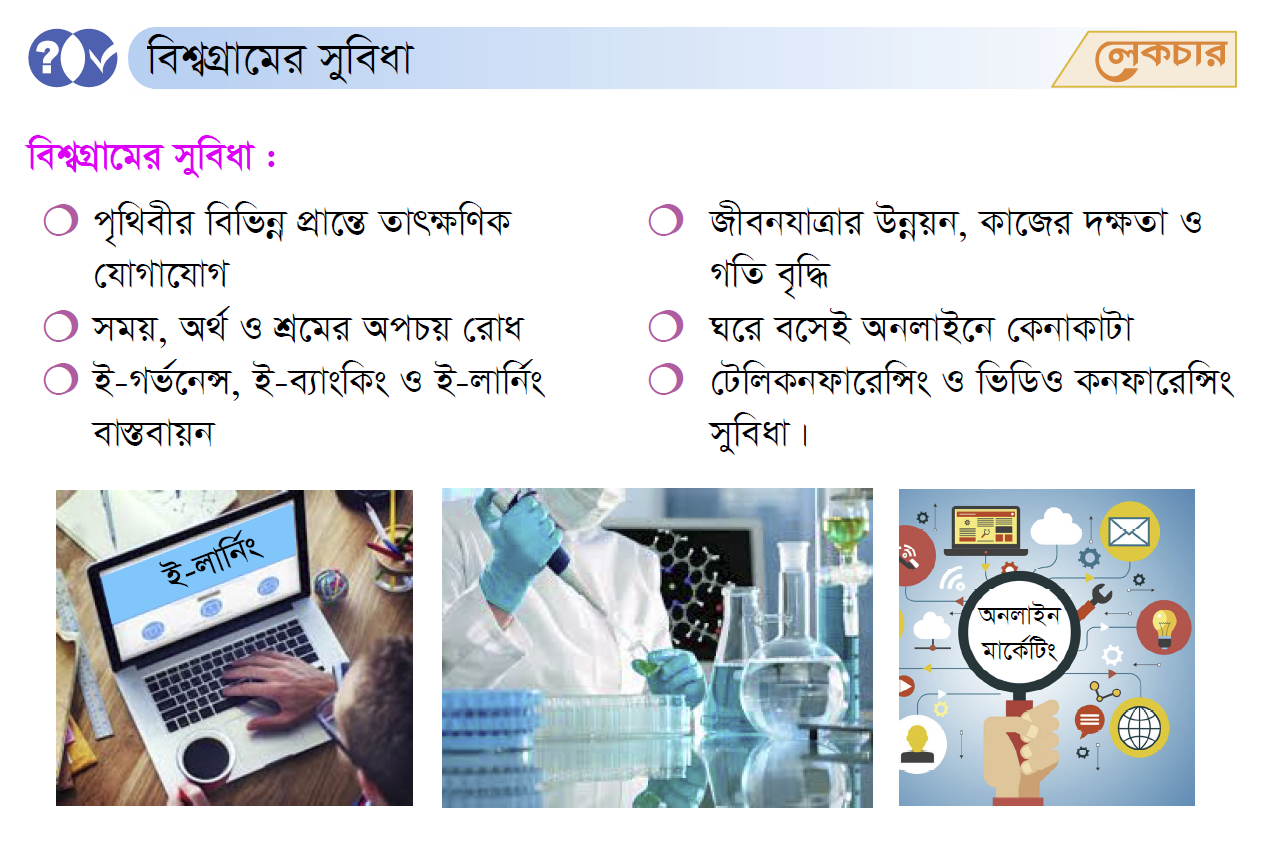 বিশ্বগ্রামের সুবিধা
লেকচার
বিশ্বগ্রামের সুবিধা :
পৃথিবীর বিভিন্ন প্রান্তে তাৎক্ষণিক
যোগাযোগ
সময়, অর্থ ও শ্রমের অপচয় রোধ
ই-গর্ভনেন্স, ই-ব্যাংকিং ও ই-লার্নিং
বাস্তবায়ন
জীবনযাত্রার উন্নয়ন, কাজের দক্ষতা ও
গতি বৃদ্ধি
ঘরে বসেই অনলাইনে কেনাকাটা
টেলিকনফারেন্সিং ও ভিডিও কনফারেন্সিং
সুবিধা।
ই-লার্নিং
অনলাইন
মার্কেটিং